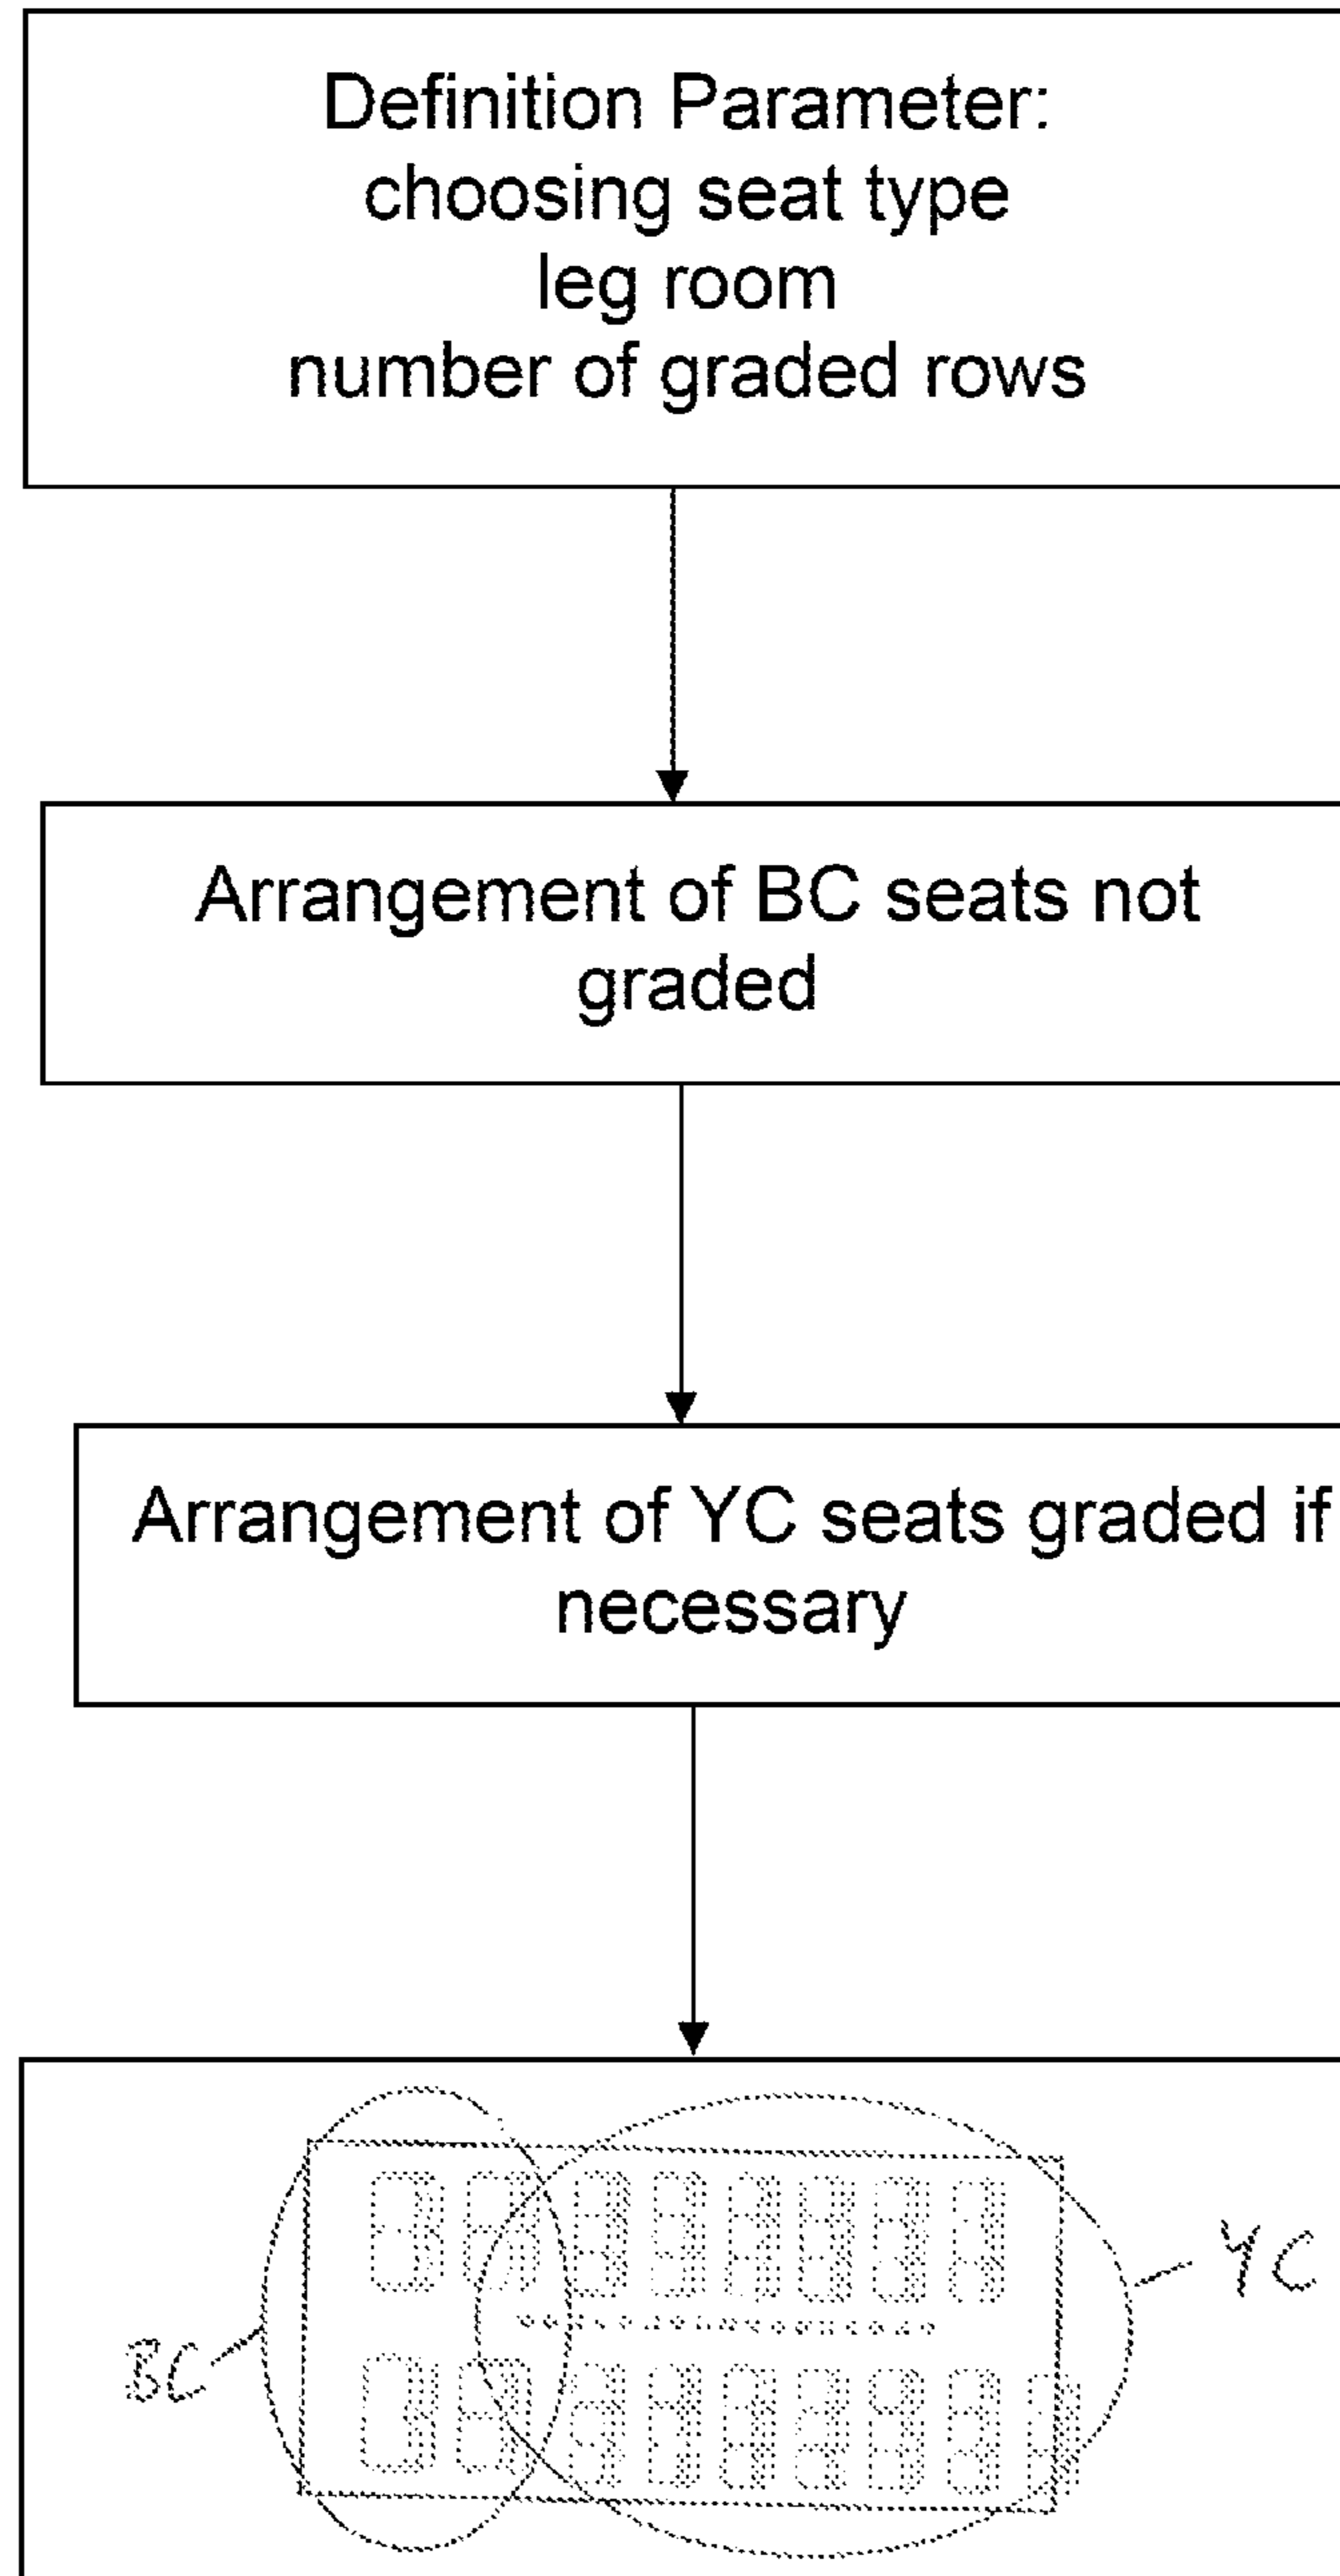 Definition Parameter:
choosing seat type
leg room
number of graded rows
Arrangement of BC seats not
graded
Arrangement of YC seats graded if
necessary
YC
BC